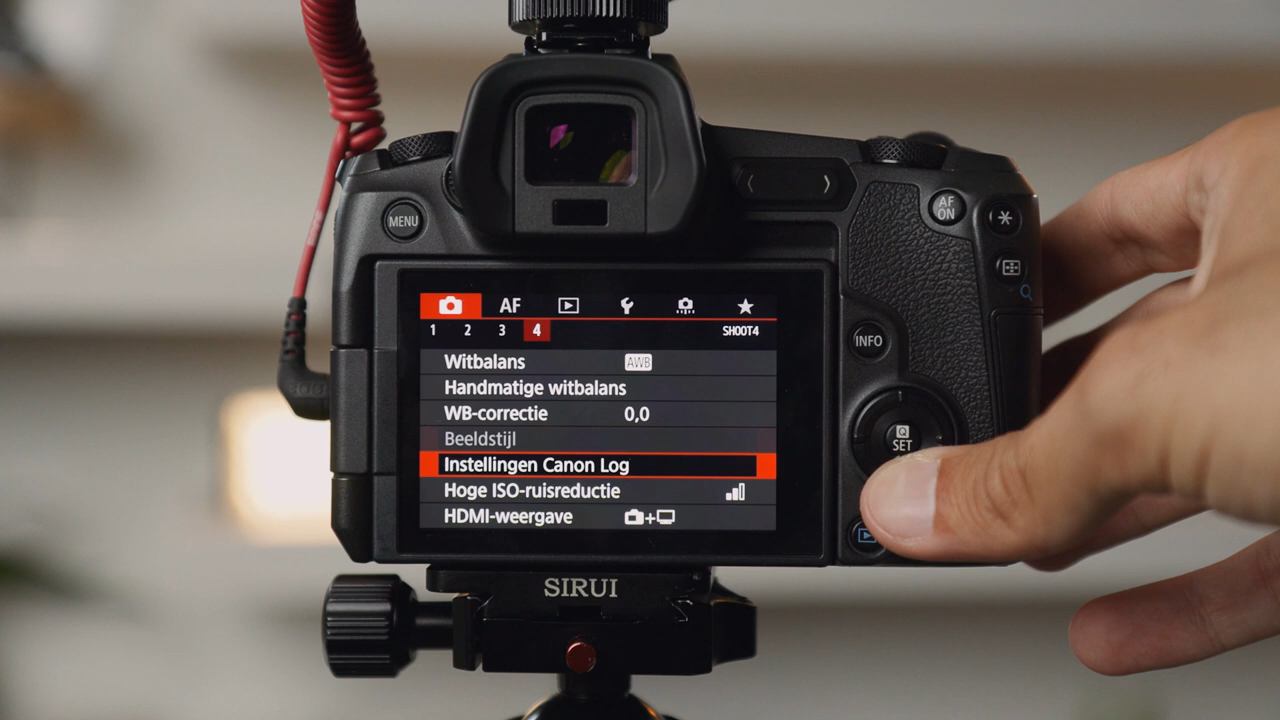 MENU
AF
ON
AF
1 2 3 4 SHOOT4
Witbalans AWB
Handmatige witbalans
WB-correctie 0,0
Beeldstijl
Instellingen Canon Log
Hoge ISO-ruisreductie
HDMI-weergave
INFO
Q
SET
SIRUI